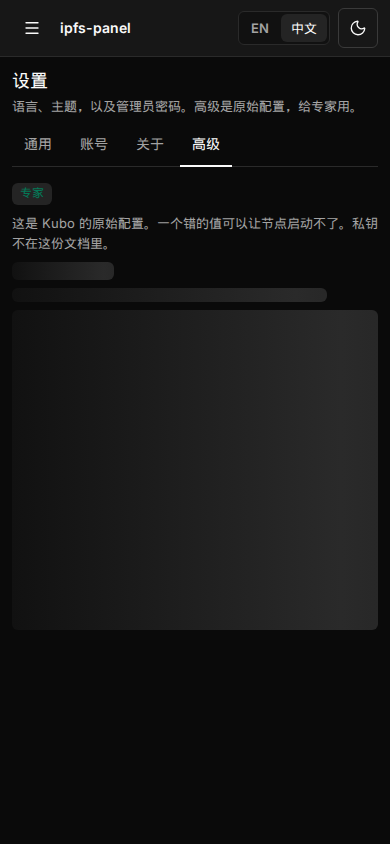 ipfs-panel
EN
中文
设置
语言、主题，以及管理员密码。高级是原始配置，给专家用。
通用
账号
关于
高级
专家
这是 Kubo 的原始配置。一个错的值可以让节点启动不了。私钥
不在这份文档里。